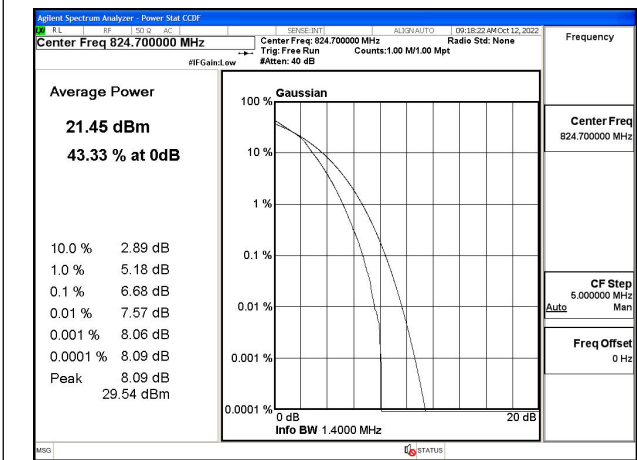 Agilent Spectrum Analyzer - Power Stat CCDF
LXI RL RF 50 Ω AC SENSE:INT ALIGN AUTO 09:18:22 AM Oct 12, 2022
Center Freq 824.700000 MHz
Center Freq: 824.700000 MHz Radio Std: None
Trig: Free Run Counts:1.00 M/1.00 Mpt
#IFGain:Low #Atten: 40 dB
Frequency
Average Power
21.45 dBm
43.33 % at 0dB
10.0 % 2.89 dB
1.0 % 5.18 dB
0.1 % 6.68 dB
0.01 % 7.57 dB
0.001 % 8.06 dB
0.0001 % 8.09 dB
Peak 8.09 dB
29.54 dBm
Gaussian
100 %
10 %
1 %
0.1 %
0.01 %
0.001 %
0.0001 %
0 dB 20 dB
Info BW 1.4000 MHz
Center Freq
824.700000 MHz
CF Step
5.000000 MHz
Auto Man
Freq Offset
0 Hz
MSG STATUS